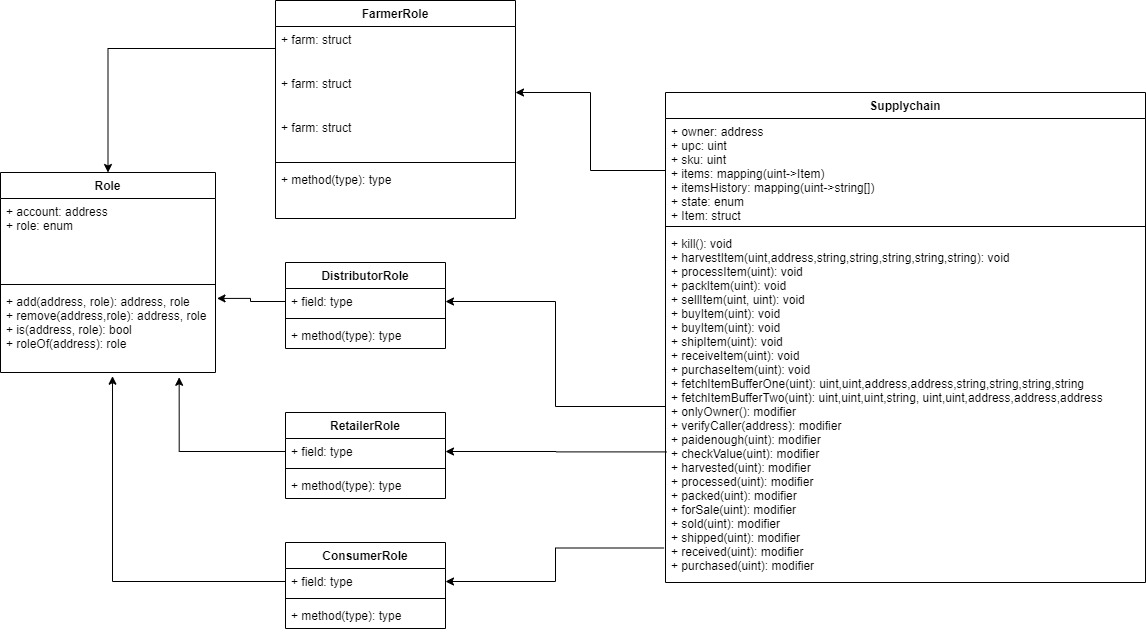 FarmerRole
+ farm: struct
+ farm: struct
+ farm: struct
+ method(type): type
Supplychain
+ owner: address
+ upc: uint
+ sku: uint
+ items: mapping(uint->Item)
+ itemsHistory: mapping(uint->string[])
+ state: enum
+ Item: struct
+ kill(): void
+ harvestItem(uint,address,string,string,string,string,string): void
+ processItem(uint): void
+ packItem(uint): void
+ sellItem(uint, uint): void
+ buyItem(uint): void
+ buyItem(uint): void
+ shipItem(uint): void
+ receiveItem(uint): void
+ purchaseItem(uint): void
+ fetchItemBufferOne(uint): uint,uint,address,address,string,string,string,string
+ fetchItemBufferTwo(uint): uint,uint,uint,string, uint,uint,address,address,address
+ onlyOwner(): modifier
+ verifyCaller(address): modifier
+ paidenough(uint): modifier
+ checkValue(uint): modifier
+ harvested(uint): modifier
+ processed(uint): modifier
+ packed(uint): modifier
+ forSale(uint): modifier
+ sold(uint): modifier
+ shipped(uint): modifier
+ received(uint): modifier
+ purchased(uint): modifier
Role
+ account: address
+ role: enum
+ add(address, role): address, role
+ remove(address,role): address, role
+ is(address, role): bool
+ roleOf(address): role
DistributorRole
+ field: type
+ method(type): type
RetailerRole
+ field: type
+ method(type): type
ConsumerRole
+ field: type
+ method(type): type